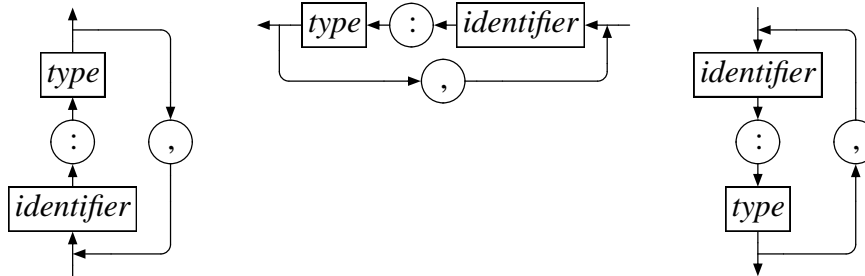 type
:
,
identifier
type
:
identifier
,
identifier
:
,
type